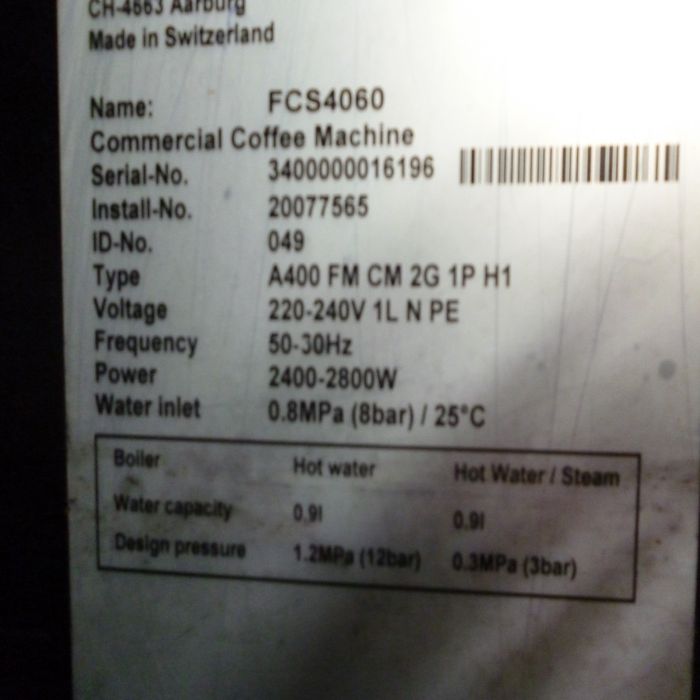 CH-4663 Aarburg
Made in Switzerland
Name: FCS4060
Commercial Coffee Machine
Serial-No. 3400000016196
Install-No. 20077565
ID-No. 049
Type A400 FM CM 2G 1P H1
Voltage 220-240V 1L N PE
Frequency 50-30Hz
Power 2400-2800W
Water inlet 0.8MPa (8bar) / 25°C
Boiler Hot water Hot Water / Steam
Water capacity 0.9l 0.9l
Design pressure 1.2MPa (12bar) 0.3MPa (3bar)